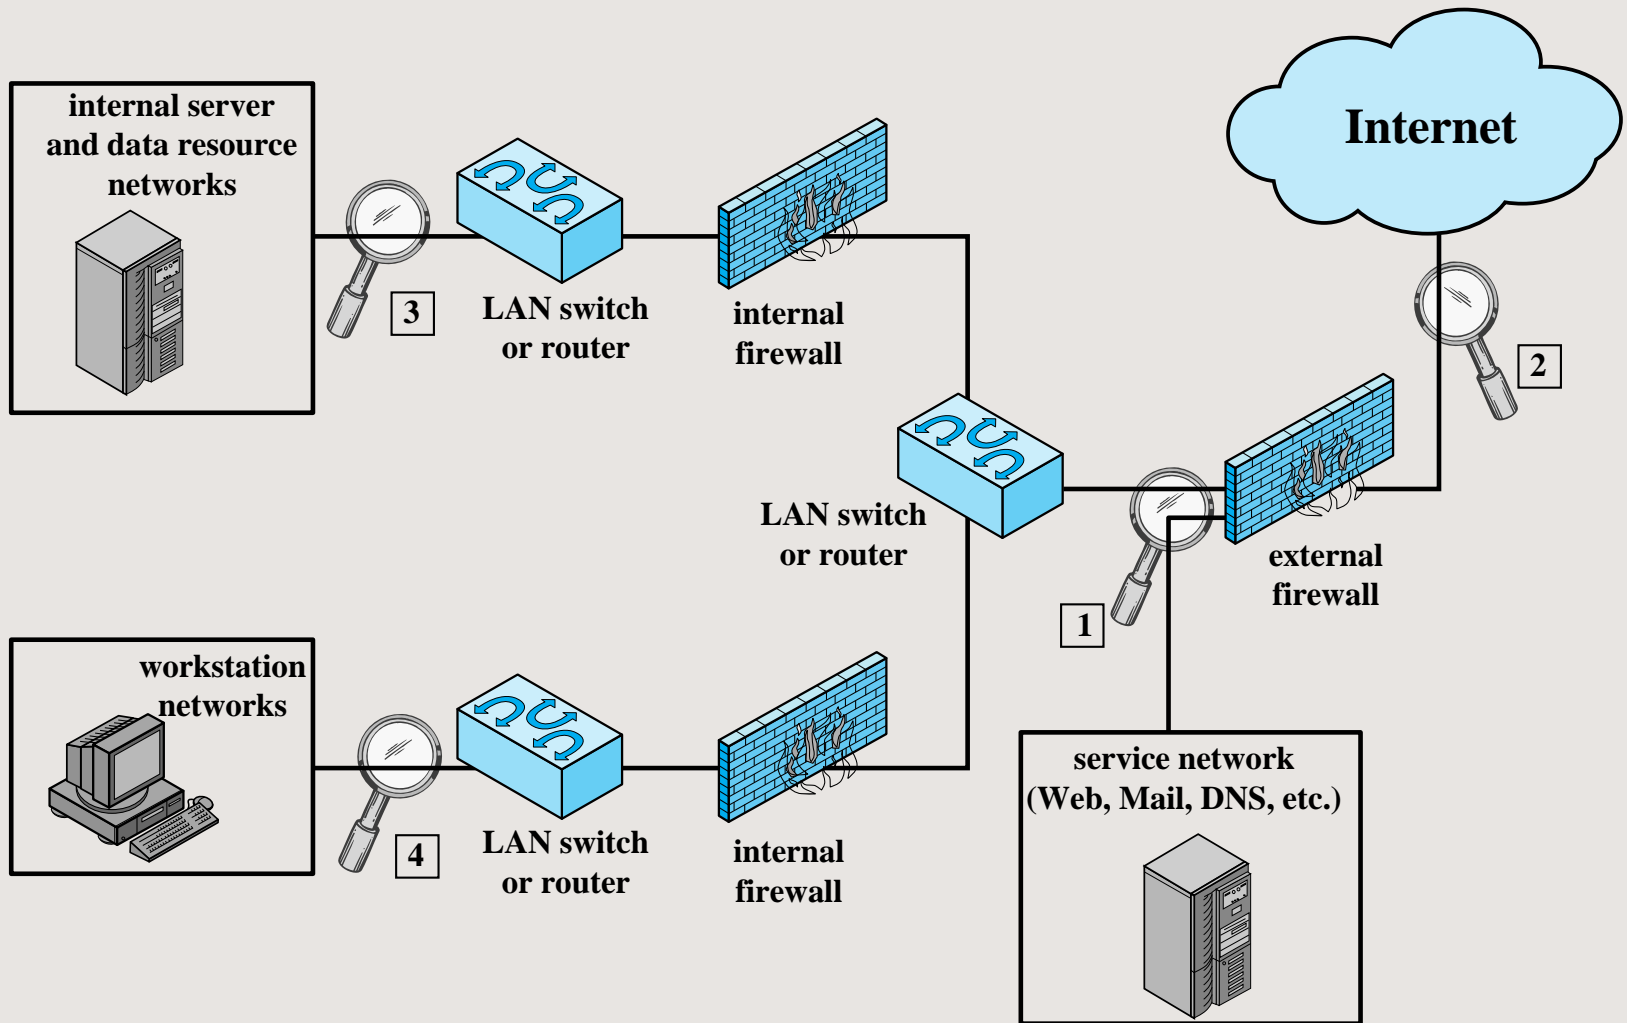 internal server
and data resource
networks
3
LAN switch
or router
internal
firewall
Internet
2
LAN switch
or router
1
external
firewall
workstation
networks
4
LAN switch
or router
internal
firewall
service network
(Web, Mail, DNS, etc.)